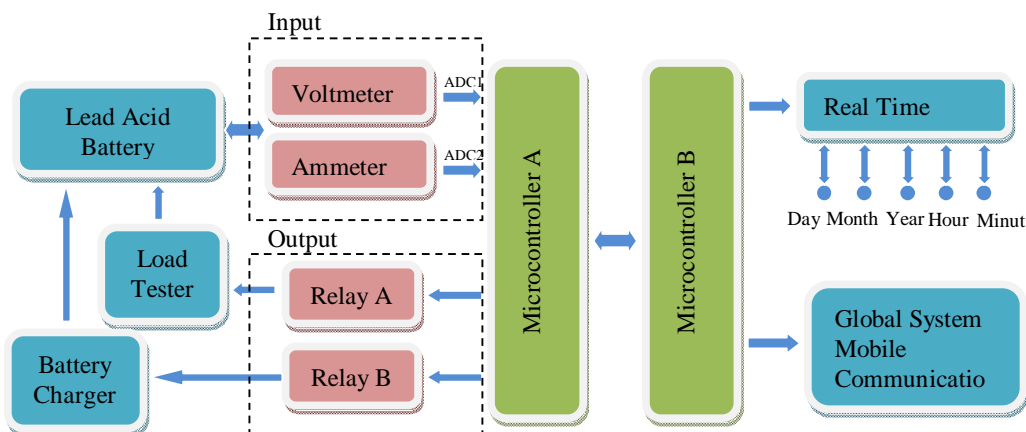 Input
Lead Acid
Battery
Voltmeter
ADC1
Ammeter
ADC2
Output
Load
Tester
Relay A
Battery
Charger
Relay B
Microcontroller A
Microcontroller B
Real Time
Day Month Year Hour Minut
Global System
Mobile
Communicatio